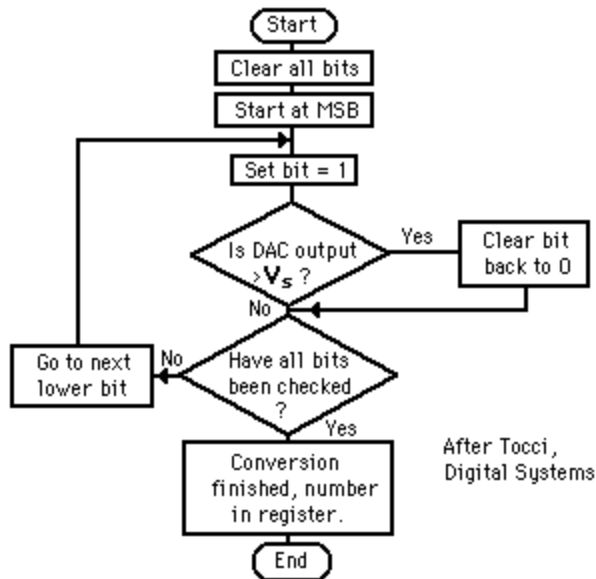 Start
Clear all bits
Start at MSB
Set bit = 1
Is DAC output
>Vs ?
Yes
Clear bit
back to 0
No
Go to next
lower bit
No
Have all bits
been checked
?
Yes
Conversion
finished, number
in register.
After Tocci,
Digital Systems
End